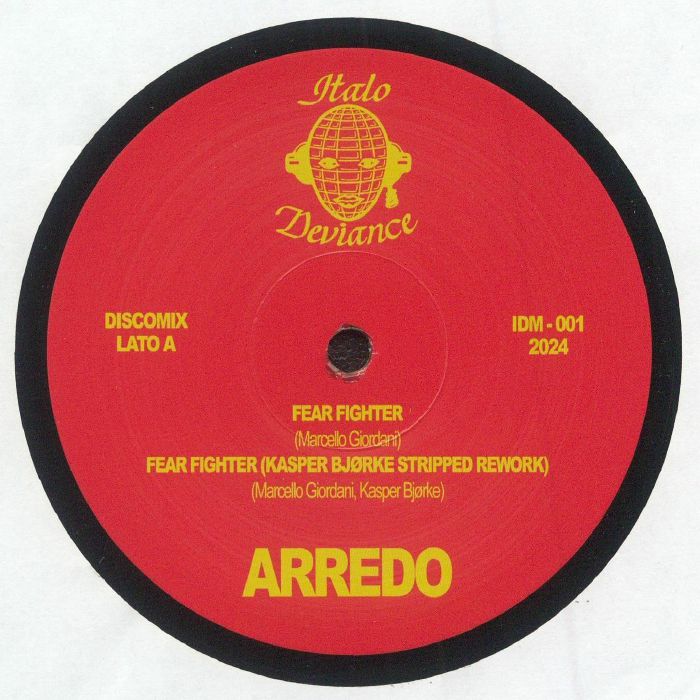 Italo
Deviance
DISCOMIX
LATO A
IDM - 001
2024
FEAR FIGHTER
(Marcello Giordani)
FEAR FIGHTER (KASPER BJØRKE STRIPPED REWORK)
(Marcello Giordani, Kasper Bjørke)
ARREDO